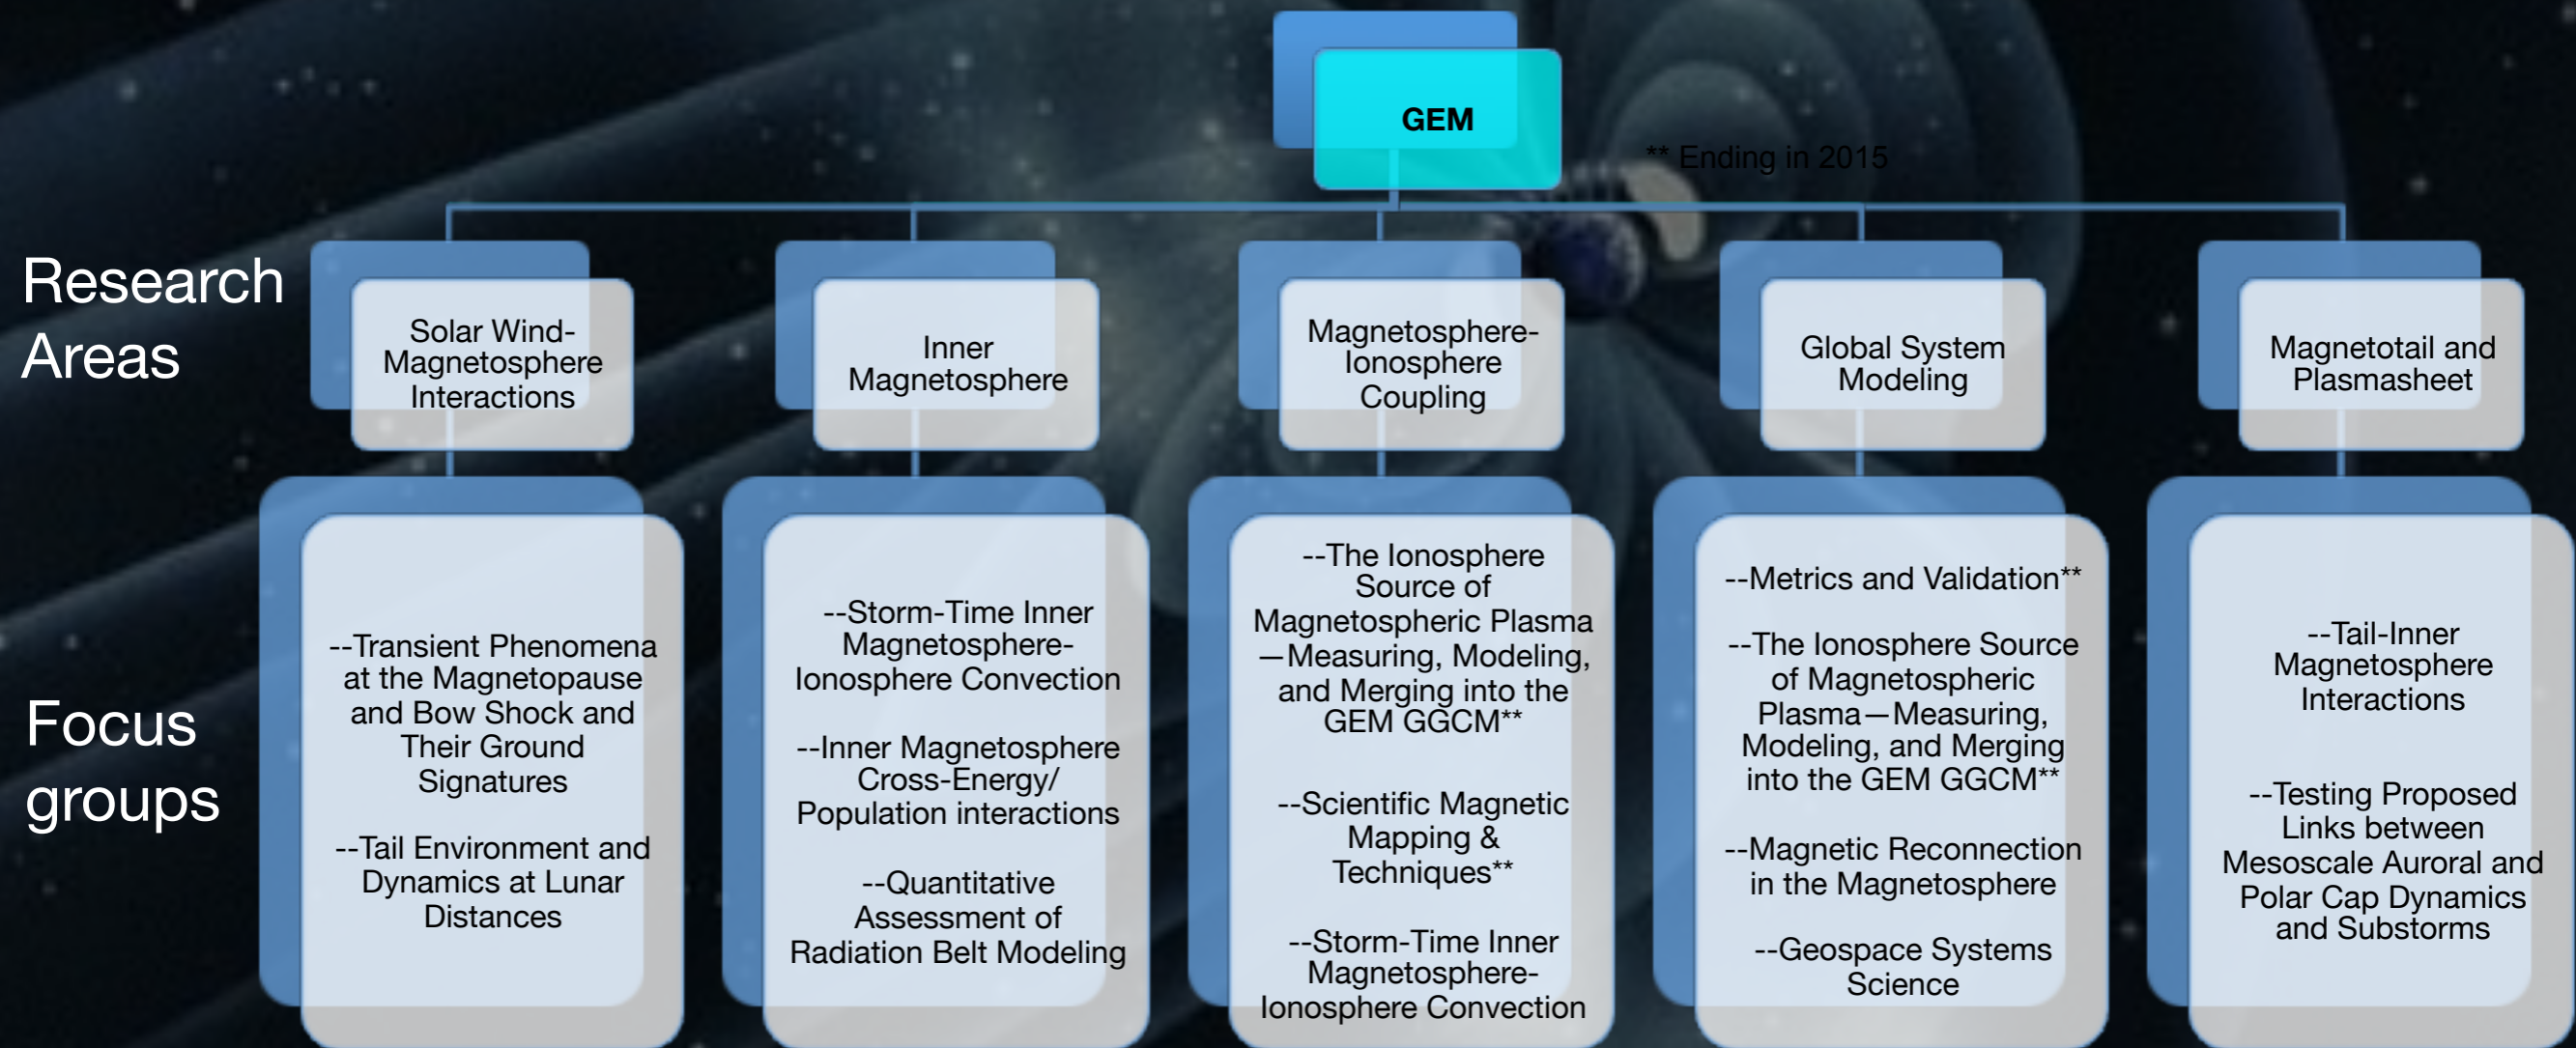 GEM
** Ending in 2015
Research
Areas
Solar Wind-
Magnetosphere
Interactions
Inner
Magnetosphere
Magnetosphere-
Ionosphere
Coupling
Global System
Modeling
Magnetotail and
Plasmasheet
Focus
groups
--Transient Phenomena
at the Magnetopause
and Bow Shock and
Their Ground
Signatures
--Tail Environment and
Dynamics at Lunar
Distances
--Storm-Time Inner
Magnetosphere-
Ionosphere Convection
--Inner Magnetosphere
Cross-Energy/
Population interactions
--Quantitative
Assessment of
Radiation Belt Modeling
--The Ionosphere
Source of
Magnetospheric Plasma
—Measuring, Modeling,
and Merging into the
GEM GGCM**
--Scientific Magnetic
Mapping &
Techniques**
--Storm-Time Inner
Magnetosphere-
Ionosphere Convection
--Metrics and Validation**
--The Ionosphere Source
of Magnetospheric
Plasma—Measuring,
Modeling, and Merging
into the GEM GGCM**
--Magnetic Reconnection
in the Magnetosphere
--Geospace Systems
Science
--Tail-Inner
Magnetosphere
Interactions
--Testing Proposed
Links between
Mesoscale Auroral and
Polar Cap Dynamics
and Substorms